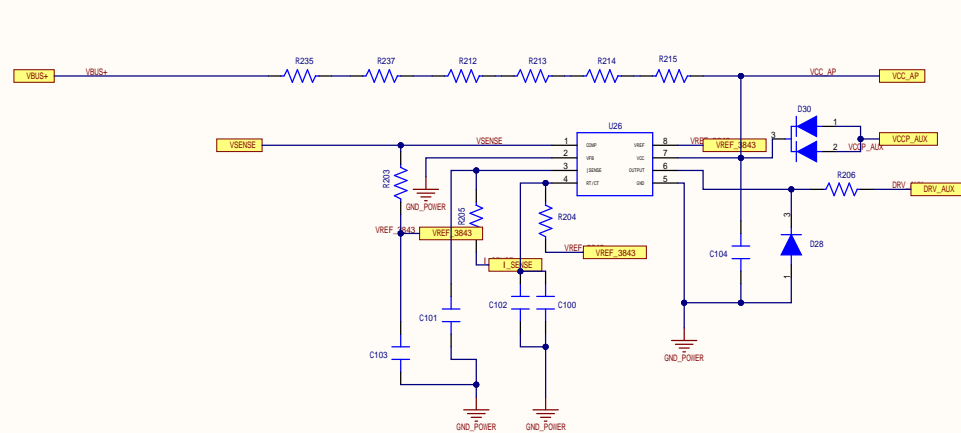 R235 R237 R212 R213 R214 R215
VBUS+ VBUS+ VCC_AP VCC_AP
D30
U26
3 1
VSENSE VSENSE 1 COMP VREF 8 VREF_3843 VCCP_AUX
2 VFB VCC 7 2
3 ISENSE OUTPUT 6
4 RT/CT GND 5
R203 GND_POWER R205 R204 R206 DRV_AUX
VREF_3843 VREF_3843 VREF_3843 3
C104 D28
I_SENSE
1
C102 C100
C101
C103
GND_POWER
GND_POWER GND_POWER